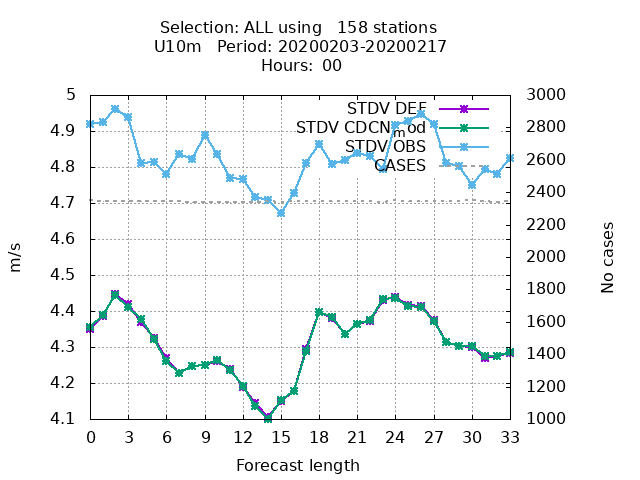 Selection: ALL using   158 stations
U10m   Period: 20200203-20200217
Hours: 00
STDV DEF
STDV CDCNmod
STDV OBS
CASES
5
4.9
4.8
4.7
4.6
4.5
4.4
4.3
4.2
4.1
3000
2800
2600
2400
2200
2000
1800
1600
1400
1200
1000
m/s
No cases
0 3 6 9 12 15 18 21 24 27 30 33
Forecast length